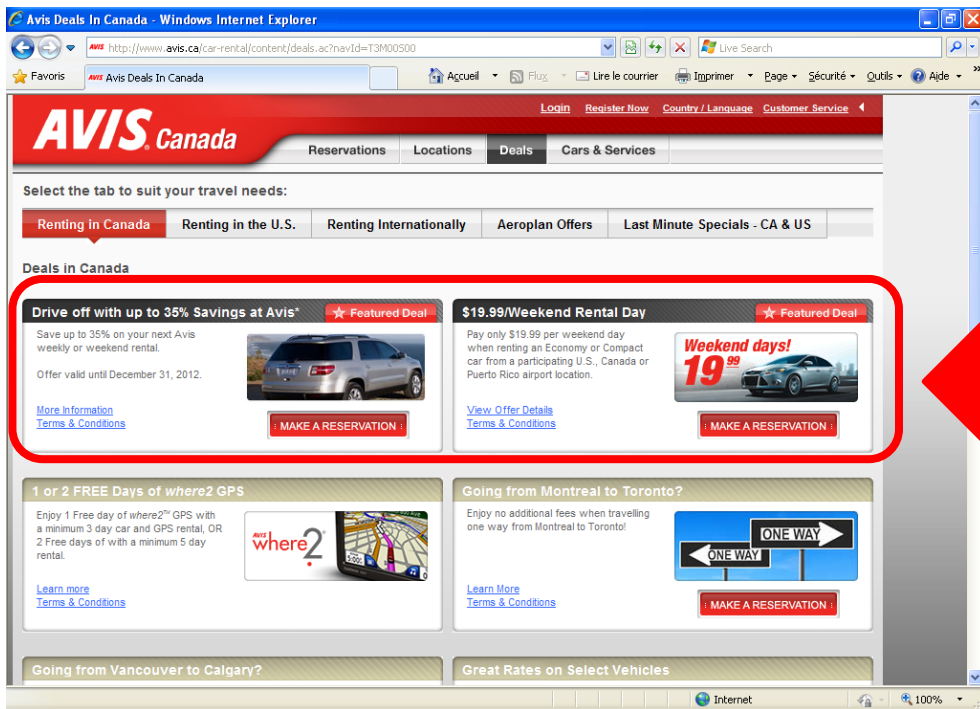 Avis Deals In Canada - Windows Internet Explorer
AVIS http://www.avis.ca/car-rental/content/deals.ac?navId=T3M00S00
Live Search
Favoris
AVIS Avis Deals In Canada
Accueil
Flux
Lire le courrier
Imprimer
Page
Sécurité
Outils
Aide
»
Login Register Now Country / Language Customer Service
AVIS. Canada
Reservations Locations Deals Cars & Services
Select the tab to suit your travel needs:
Renting in Canada Renting in the U.S. Renting Internationally Aeroplan Offers Last Minute Specials - CA & US
Deals in Canada
Drive off with up to 35% Savings at Avis*
Featured Deal
Save up to 35% on your next Avis
weekly or weekend rental.
Offer valid until December 31, 2012.
More Information
Terms & Conditions
MAKE A RESERVATION
$19.99/Weekend Rental Day
Featured Deal
Pay only $19.99 per weekend day
when renting an Economy or Compact
car from a participating U.S., Canada or
Puerto Rico airport location.
Weekend days!
19 99
View Offer Details
Terms & Conditions
MAKE A RESERVATION
1 or 2 FREE Days of where2 GPS
Enjoy 1 Free day of where2™ GPS with
a minimum 3 day car and GPS rental, OR
2 Free days of with a minimum 5 day
rental.
AVIS
where2
Learn more
Terms & Conditions
Going from Montreal to Toronto?
Enjoy no additional fees when travelling
one way from Montreal to Toronto!
ONE WAY
ONE WAY
Learn More
Terms & Conditions
MAKE A RESERVATION
Going from Vancouver to Calgary?
Great Rates on Select Vehicles
Internet
100%